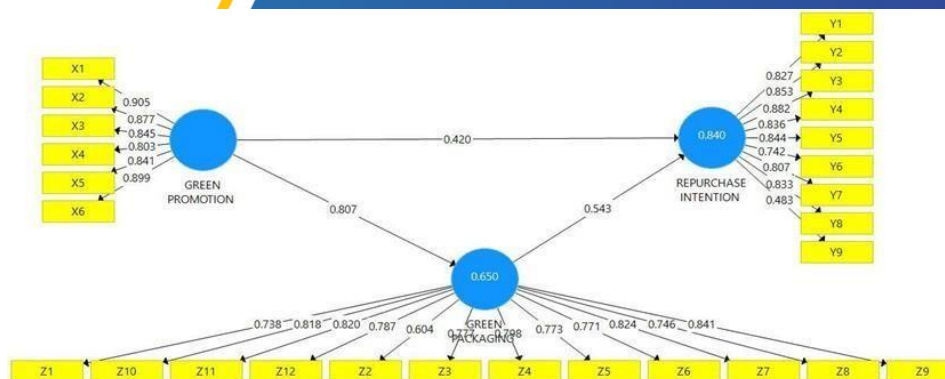 Y1
X1
Y2
X2
0.905
0.827
Y3
0.877
0.853
X3
0.845
0.882
Y4
0.803
0.836
X4
0.841
0.420
0.840
0.844
Y5
0.899
0.742
X5
GREEN
PROMOTION
REPURCHASE
INTENTION
0.807
Y6
X6
0.833
Y7
0.483
0.807
0.543
Y8
Y9
0.650
0.738 0.818 0.820 0.787 0.604 0.777 0.798 0.773 0.771 0.824 0.746 0.841
GREEN
PACKAGING
Z1 Z10 Z11 Z12 Z2 Z3 Z4 Z5 Z6 Z7 Z8 Z9